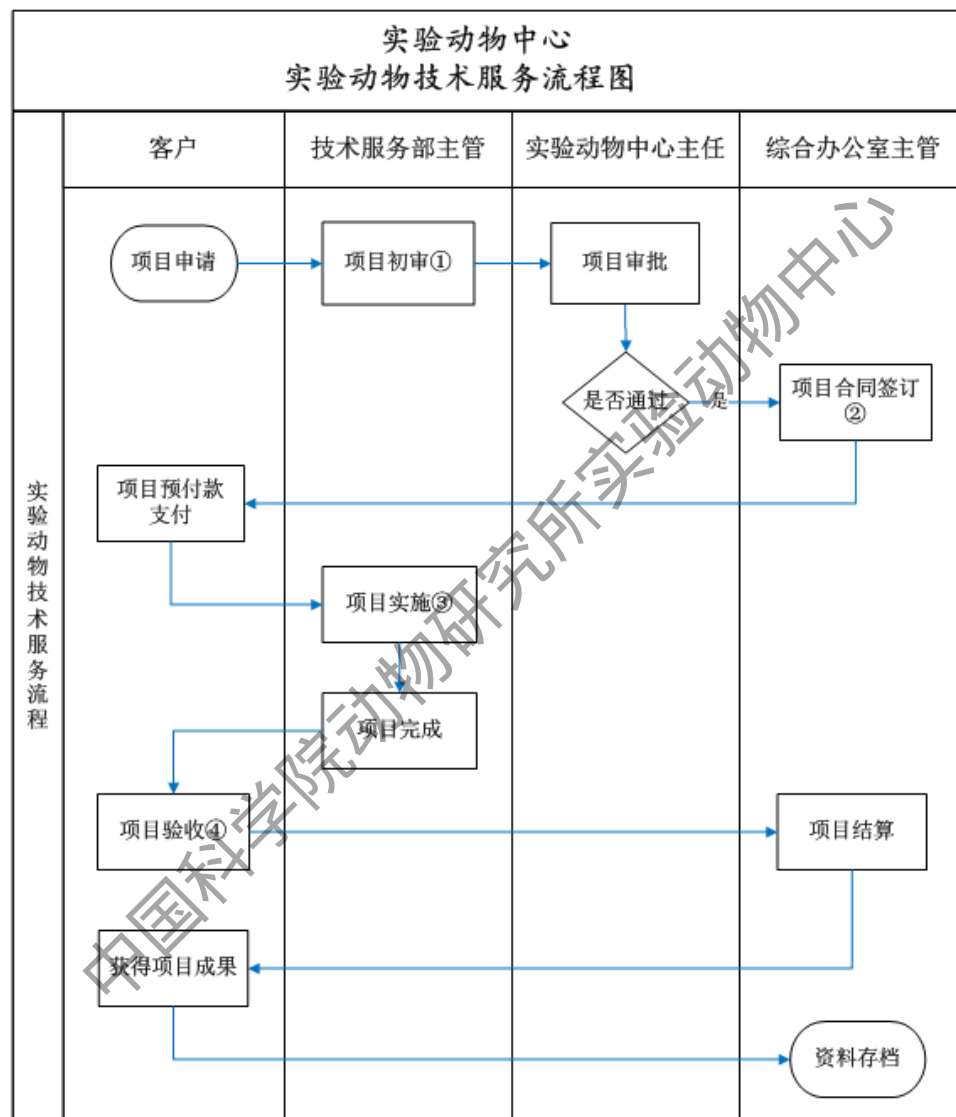 实验动物中心
实验动物技术服务流程图
客户
技术服务部主管
实验动物中心主任
综合办公室主管
实验动物技术服务流程
项目申请
项目初审①
项目审批
是否通过
是
项目合同签订
②
项目预付款
支付
项目实施③
项目完成
项目验收④
项目结算
获得项目成果
资料存档
中国科学院动物研究所实验动物中心